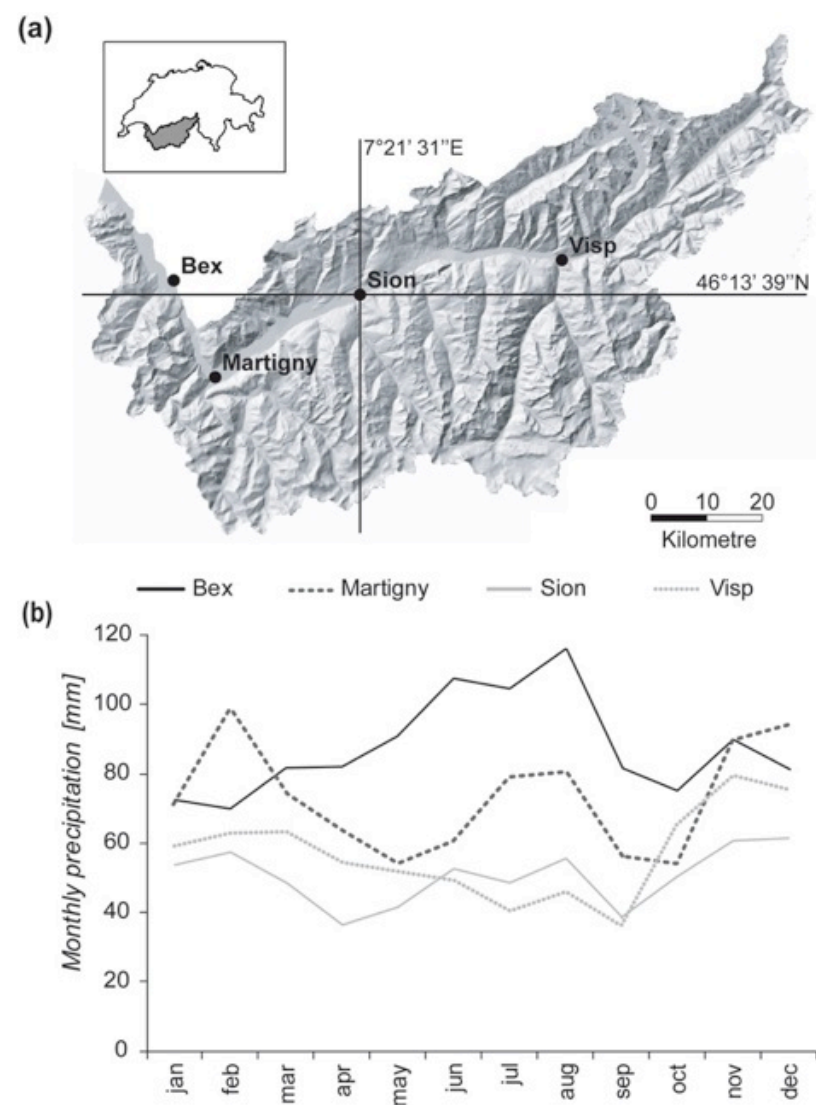 (a)
7°21' 31"E
Bex
Visp
Sion
46°13' 39"N
Martigny
0 10 20
Kilometre
Bex Martigny Sion Visp
(b)
Monthly precipitation [mm]
120
100
80
60
40
20
0
jan feb mar apr may jun jul aug sep oct nov dec